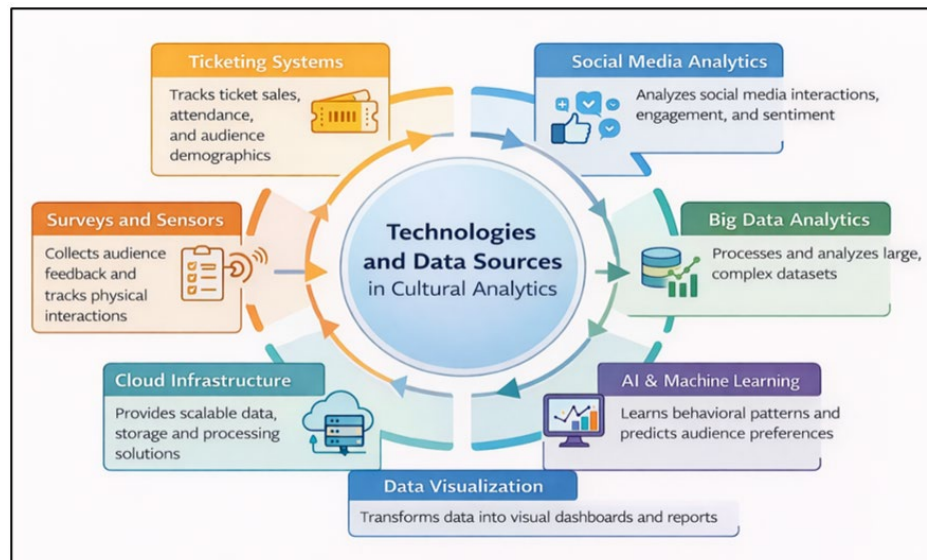 Ticketing Systems
Tracks ticket sales,
attendance,
and audience
demographics
Social Media Analytics
Analyzes social media interactions,
engagement, and sentiment
Surveys and Sensors
Collects audience
feedback and
tracks physical
interactions
Technologies
and Data Sources
in Cultural Analytics
Big Data Analytics
Processes and analyzes large,
complex datasets
Cloud Infrastructure
Provides scalable data,
storage and processing
solutions
AI & Machine Learning
Learns behavioral patterns and
predicts audience preferences
Data Visualization
Transforms data into visual dashboards and reports